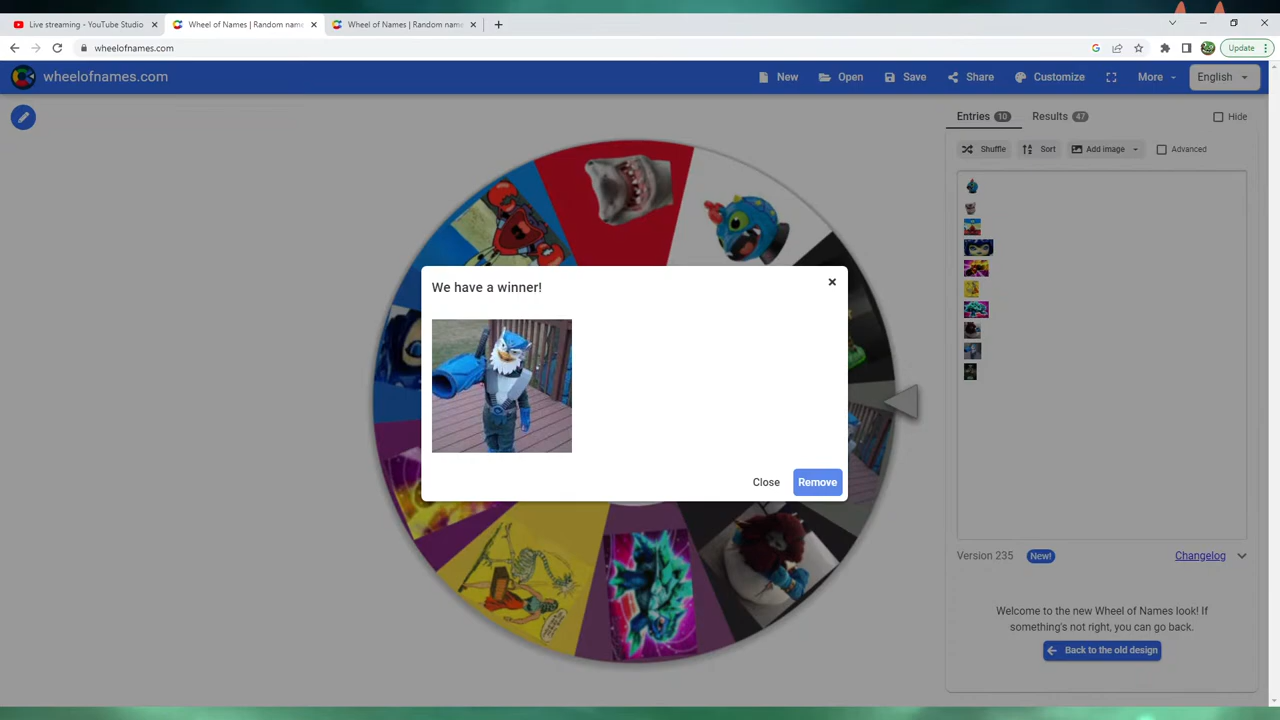 Live streaming - YouTube Studio
Wheel of Names | Random name
Wheel of Names | Random name
wheelofnames.com
Update
wheelofnames.com
New
Open
Save
Share
Customize
More
English
Entries 10
Results 47
Hide
Shuffle
Sort
Add image
Advanced
We have a winner!
Close
Remove
Version 235
New!
Changelog
Welcome to the new Wheel of Names look! If
something's not right, you can go back.
Back to the old design